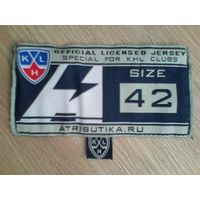 OFFICIAL LICENSED JERSEY
SPECIAL FOR KHL CLUBS
KHL
SIZE
42
ATRIBUTIKA.RU